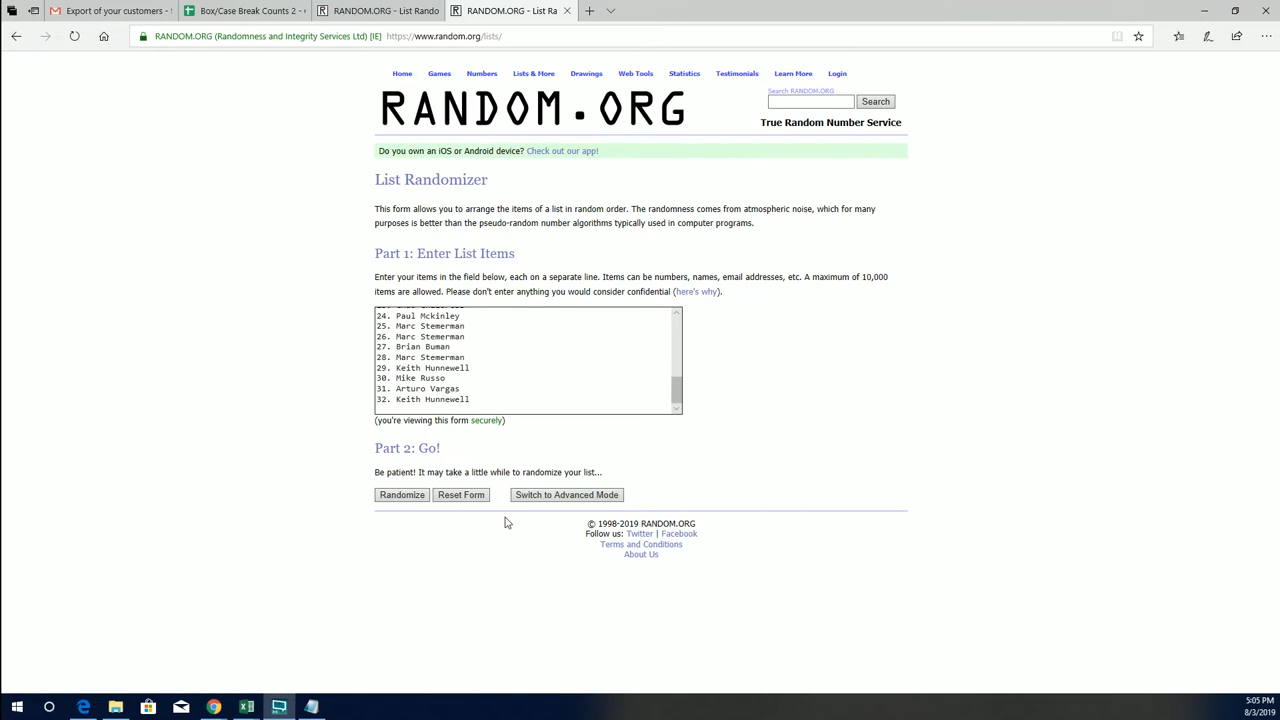 Export of your customers -
Box/Case Break Counts 2 -
RANDOM.ORG - List Rando
RANDOM.ORG - List Ra
RANDOM.ORG (Randomness and Integrity Services Ltd) [IE] https://www.random.org/lists/
Home Games Numbers Lists & More Drawings Web Tools Statistics Testimonials Learn More Login
RANDOM.ORG
Search RANDOM.ORG
Search
True Random Number Service
Do you own an iOS or Android device? Check out our app!
List Randomizer
This form allows you to arrange the items of a list in random order. The randomness comes from atmospheric noise, which for many
purposes is better than the pseudo-random number algorithms typically used in computer programs.
Part 1: Enter List Items
Enter your items in the field below, each on a separate line. Items can be numbers, names, email addresses, etc. A maximum of 10,000
items are allowed. Please don't enter anything you would consider confidential (here's why).
24. Paul Mckinley
25. Marc Stemerman
26. Marc Stemerman
27. Brian Buman
28. Marc Stemerman
29. Keith Hunnewell
30. Mike Russo
31. Arturo Vargas
32. Keith Hunnewell
(you're viewing this form securely)
Part 2: Go!
Be patient! It may take a little while to randomize your list...
Randomize Reset Form Switch to Advanced Mode
© 1998-2019 RANDOM.ORG
Follow us: Twitter | Facebook
Terms and Conditions
About Us
5:05 PM
8/3/2019